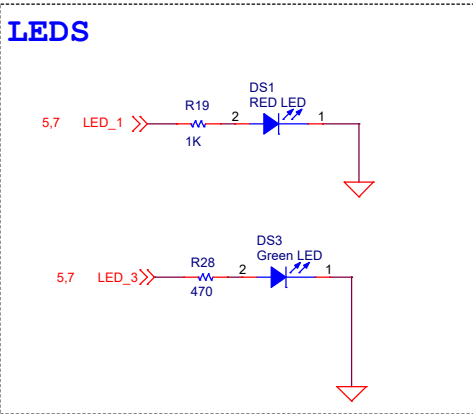 LEDS
DS1
RED LED
R19
2
1
5,7 LED_1
1K
DS3
Green LED
R28
2
1
5,7 LED_3
470